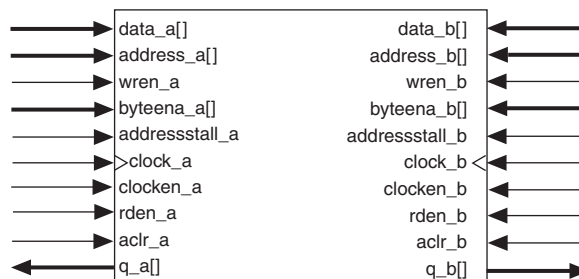 data_a[] data_b[]
address_a[] address_b[]
wren_a wren_b
byteena_a[] byteena_b[]
addressstall_a addressstall_b
clock_a clock_b
clocken_a clocken_b
rden_a rden_b
aclr_a aclr_b
q_a[] q_b[]